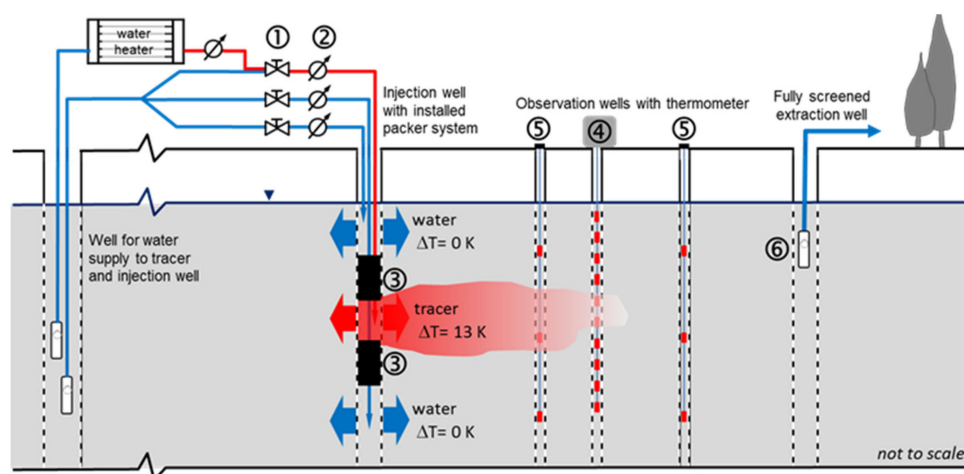 water
heater
①
②
Injection well
with installed
packer system
Observation wells with thermometer
⑤
④
⑤
Fully screened
extraction well
Well for water
supply to tracer
and injection well
water
ΔT= 0 K
③
tracer
ΔT= 13 K
③
water
ΔT= 0 K
⑥
not to scale